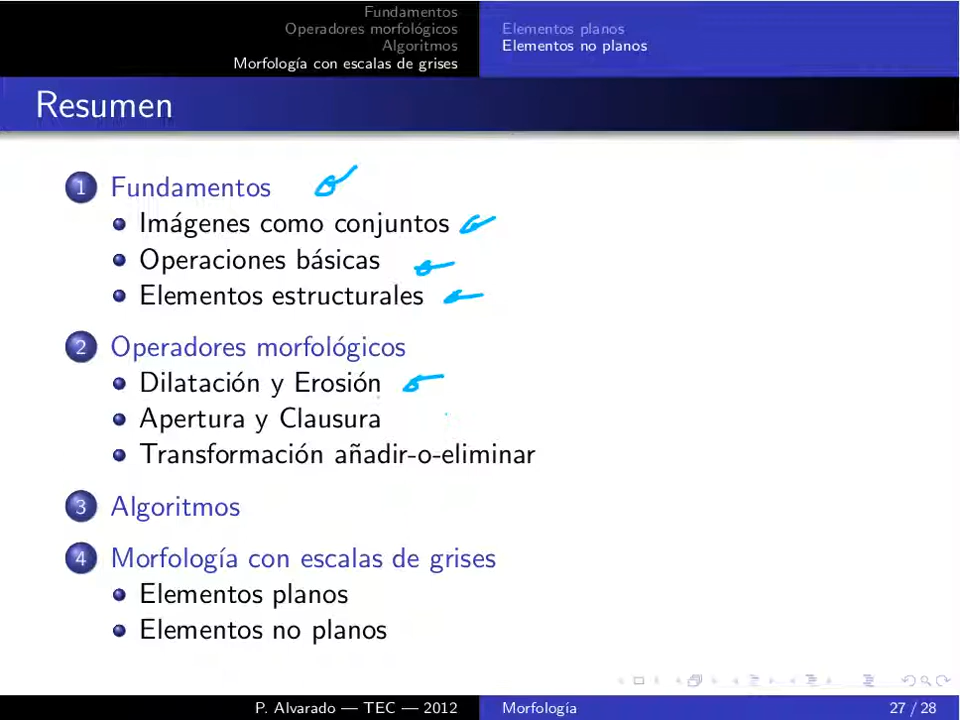 Fundamentos
Operadores morfológicos
Algoritmos
Morfología con escalas de grises
Elementos planos
Elementos no planos
Resumen
1 Fundamentos
Imágenes como conjuntos
Operaciones básicas
Elementos estructurales
2 Operadores morfológicos
Dilatación y Erosión
Apertura y Clausura
Transformación añadir-o-eliminar
3 Algoritmos
4 Morfología con escalas de grises
Elementos planos
Elementos no planos
P. Alvarado — TEC — 2012
Morfología
27 / 28